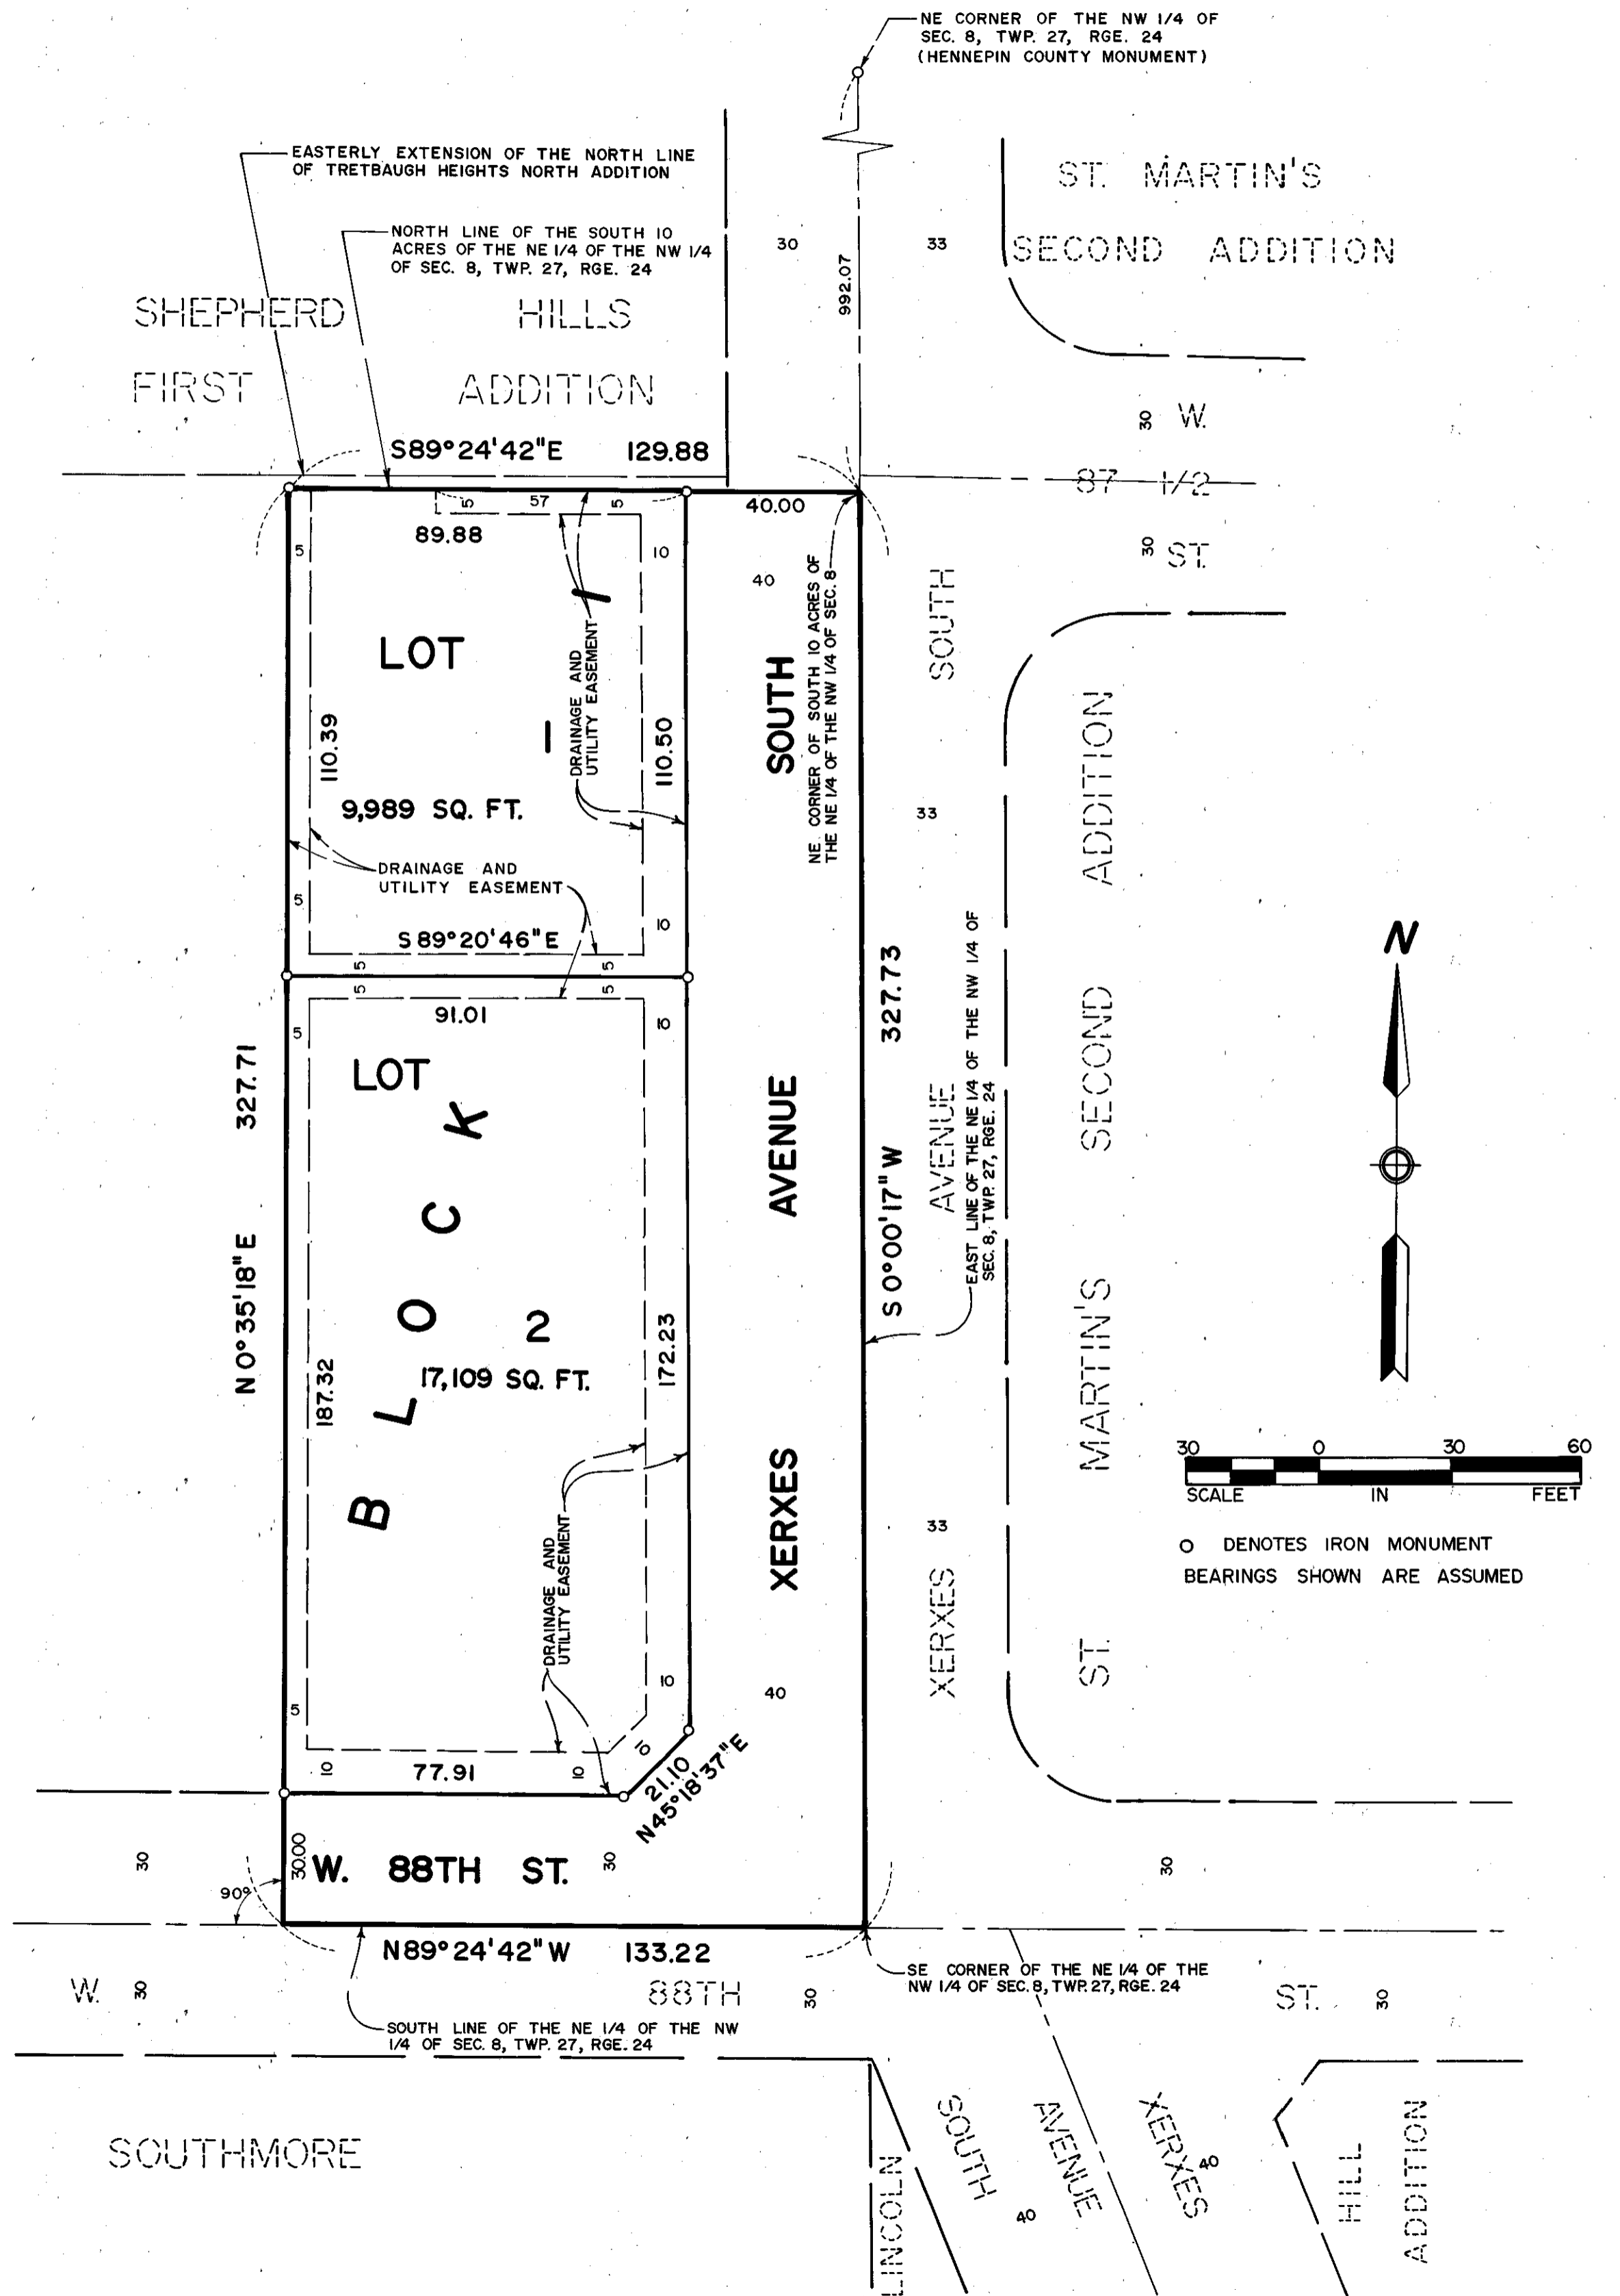 NE CORNER OF THE NW 1/4 OF
SEC. 8, TWP. 27, RGE. 24
(HENNEPIN COUNTY MONUMENT)
EASTERLY EXTENSION OF THE NORTH LINE
OF TRETBAUGH HEIGHTS NORTH ADDITION
NORTH LINE OF THE SOUTH 10
ACRES OF THE NE 1/4 OF THE NW 1/4
OF SEC. 8, TWP. 27, RGE. 24
ST. MARTIN'S
SECOND ADDITION
30
33
992.07
SHEPHERD HILLS
FIRST ADDITION
30
W.
87 1/2
30
ST.
S89°24'42"E 129.88
5
57
5
40.00
89.88
5
10
40
LOT
1
110.39
110.50
DRAINAGE AND
UTILITY EASEMENT
9,989 SQ. FT.
DRAINAGE AND
UTILITY EASEMENT
5
10
S89°20'46"E
5
5
5
5
91.01
5
10
NE. CORNER OF SOUTH 10 ACRES OF
THE NE 1/4 OF THE NW 1/4 OF SEC. 8
XERXES AVENUE SOUTH
XERXES AVENUE SOUTH
33
33
327.73
S 0°00'17" W
EAST LINE OF THE NE 1/4 OF THE NW 1/4 OF
SEC. 8, TWP. 27, RGE. 24
ST. MARTIN'S SECOND ADDITION
N
327.71
N 0°35'18" E
LOT
2
BLOCK 1
187.32
172.23
17,109 SQ. FT.
DRAINAGE AND
UTILITY EASEMENT
5
10
40
10
77.91
10
10
21.10
N45°18'37"E
30 0 30 60
SCALE IN FEET
O DENOTES IRON MONUMENT
BEARINGS SHOWN ARE ASSUMED
30
90°
30.00
W. 88TH ST.
30
30
N89°24'42"W 133.22
SE CORNER OF THE NE 1/4 OF THE
NW 1/4 OF SEC. 8, TWP. 27, RGE. 24
W.
30
88TH
30
ST.
30
SOUTH LINE OF THE NE 1/4 OF THE NW
1/4 OF SEC. 8, TWP. 27, RGE. 24
SOUTHMORE
LINCOLN
SOUTH
AVENUE
XERXES
40
40
HILL
ADDITION